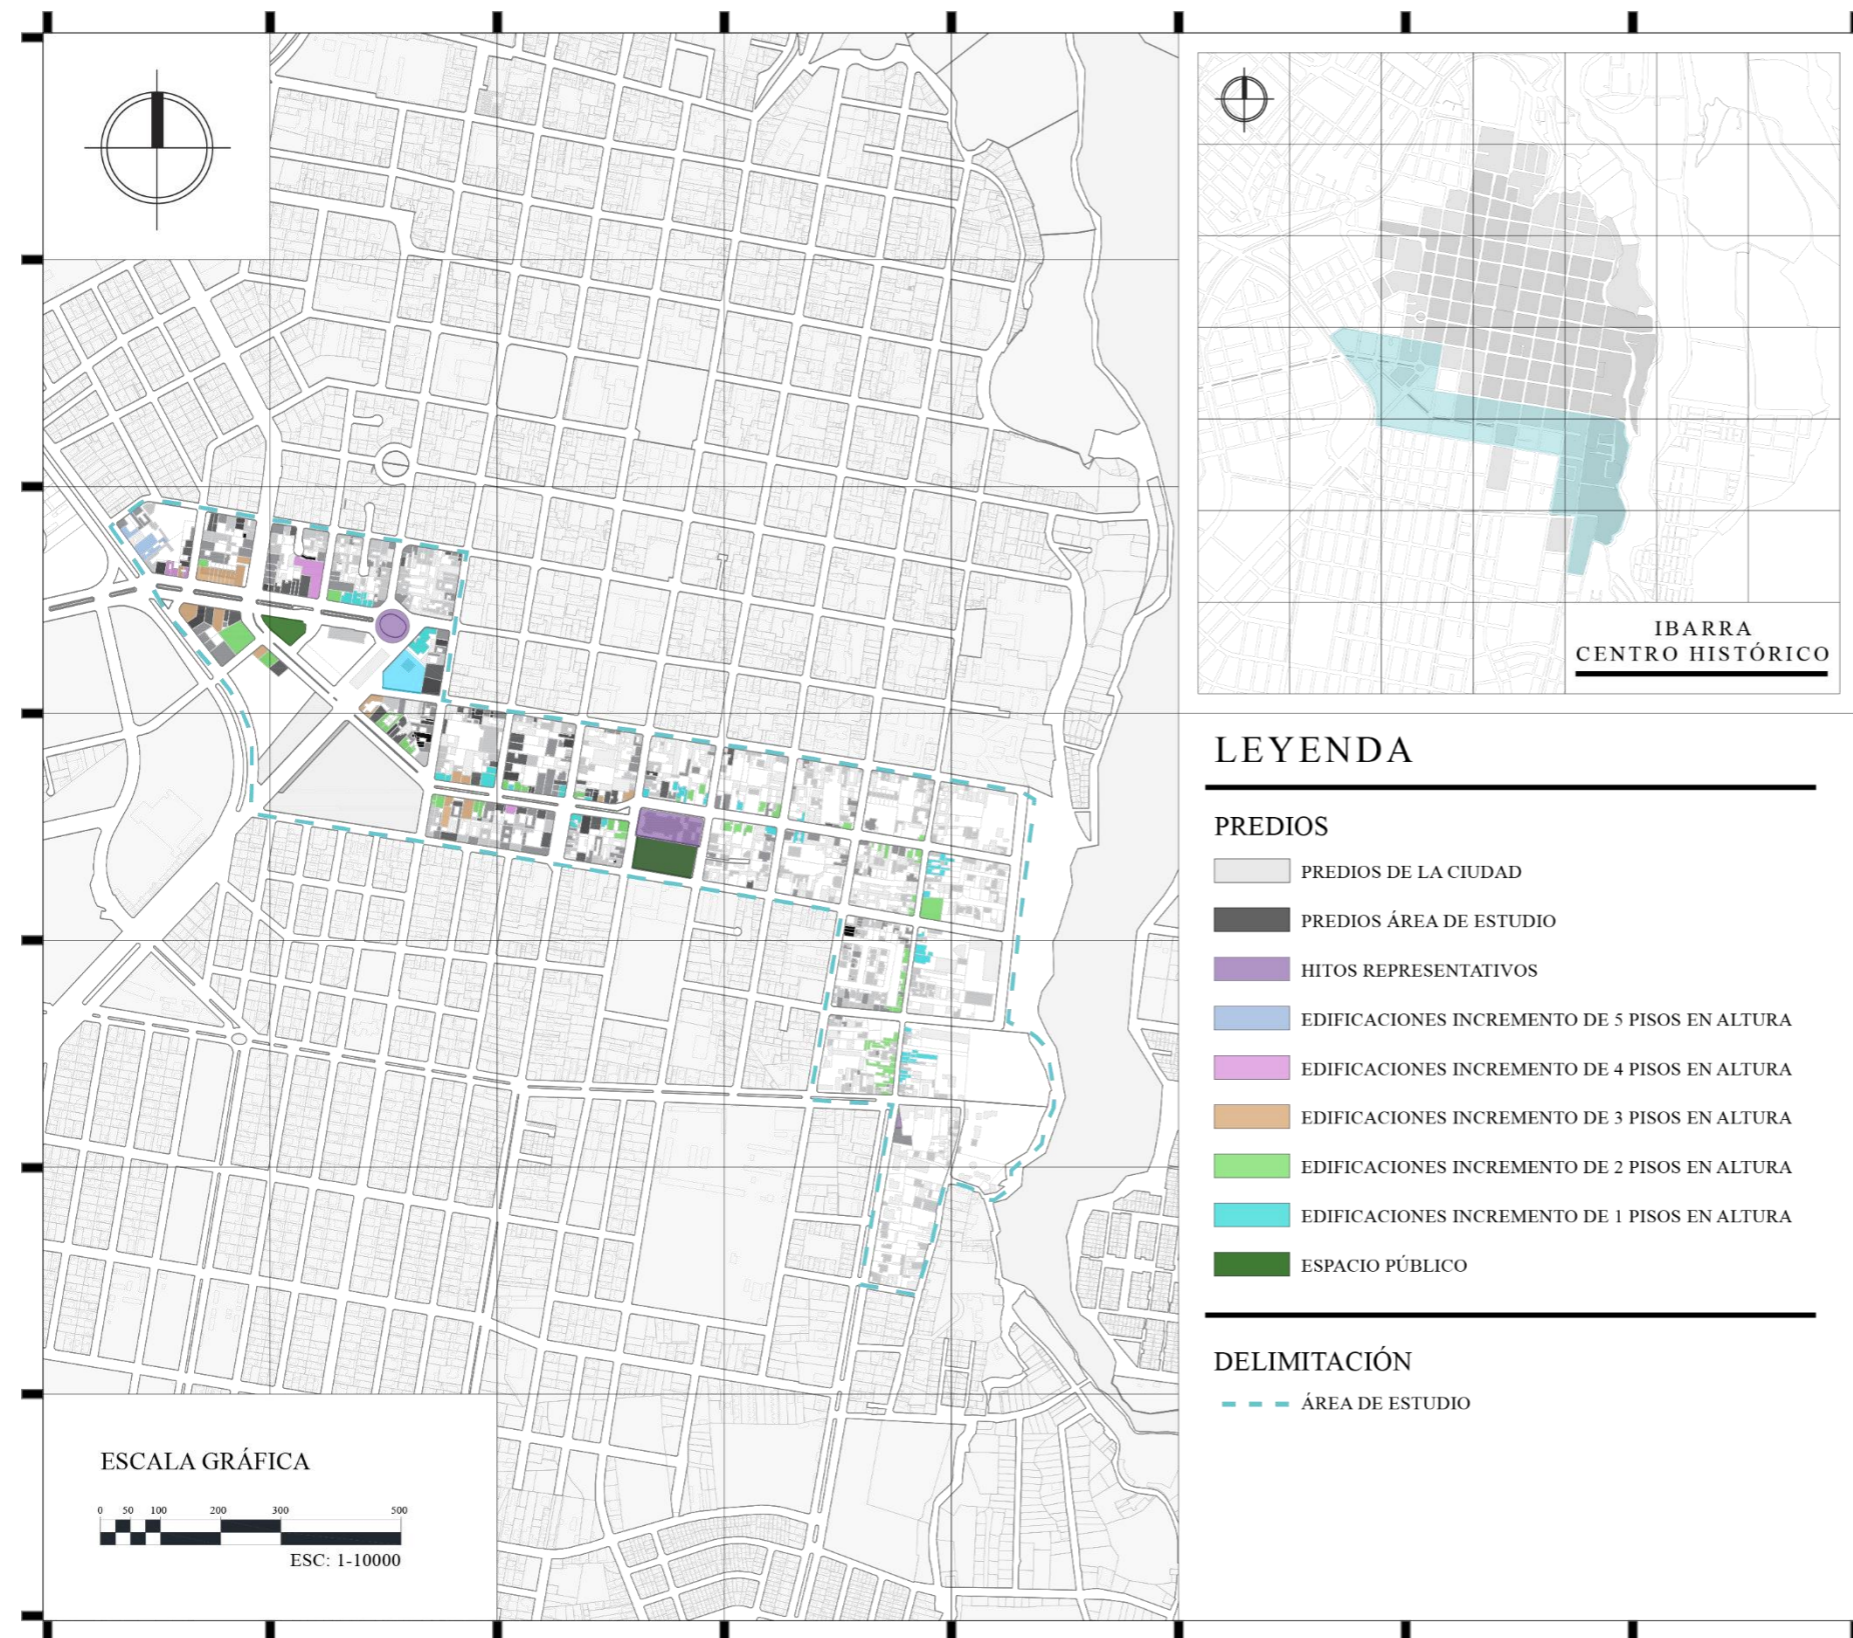 IBARRA
CENTRO HISTÓRICO
LEYENDA
PREDIOS
PREDIOS DE LA CIUDAD
PREDIOS ÁREA DE ESTUDIO
HITOS REPRESENTATIVOS
EDIFICACIONES INCREMENTO DE 5 PISOS EN ALTURA
EDIFICACIONES INCREMENTO DE 4 PISOS EN ALTURA
EDIFICACIONES INCREMENTO DE 3 PISOS EN ALTURA
EDIFICACIONES INCREMENTO DE 2 PISOS EN ALTURA
EDIFICACIONES INCREMENTO DE 1 PISOS EN ALTURA
ESPACIO PÚBLICO
DELIMITACIÓN
ÁREA DE ESTUDIO
ESCALA GRÁFICA
0 50 100 200 300 500
ESC: 1-10000